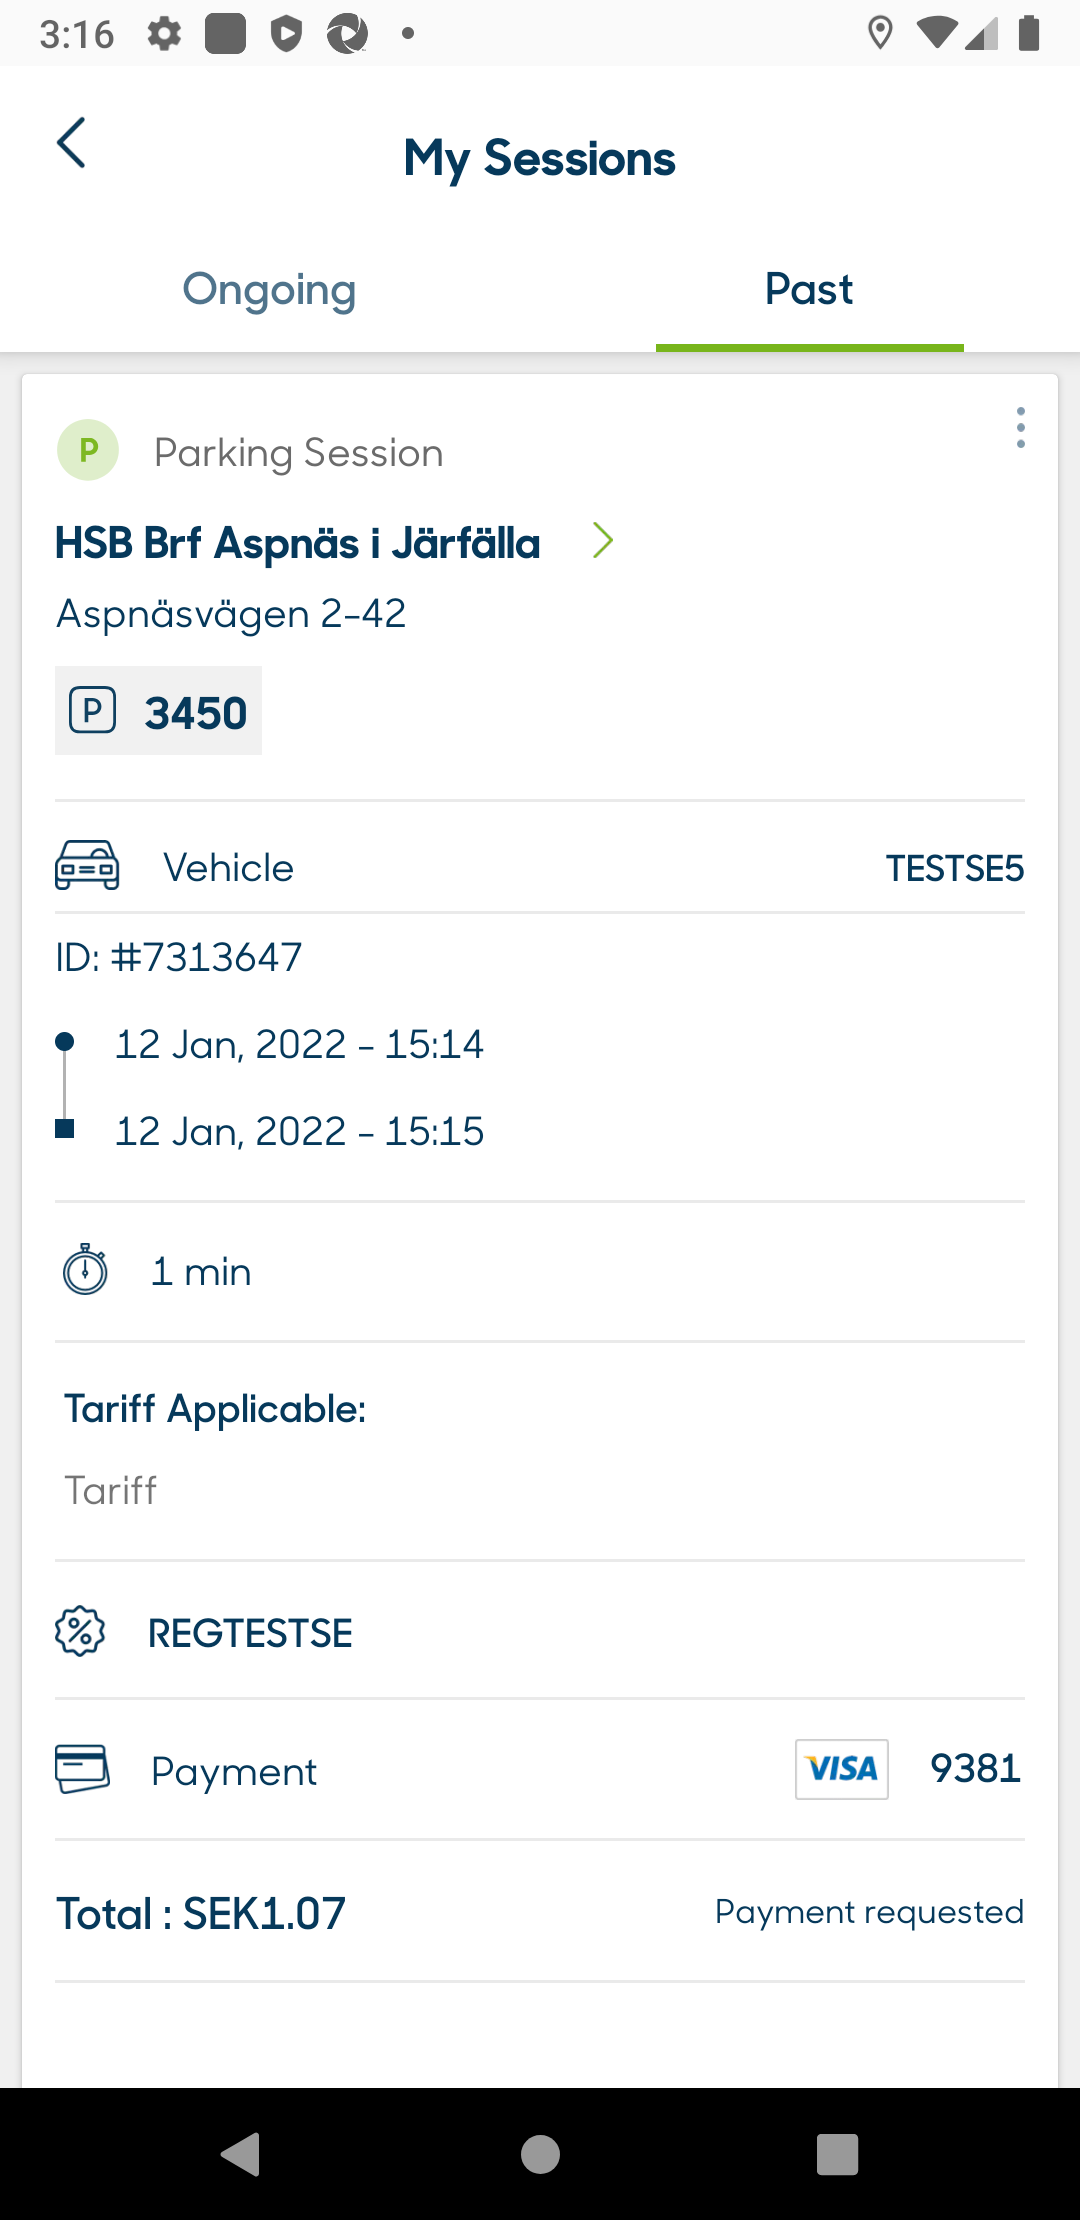 3:16
My Sessions
Ongoing
Past
P Parking Session
HSB Brf Aspnäs i Järfälla
Aspnäsvägen 2-42
P 3450
Vehicle TESTSE5
ID: #7313647
12 Jan, 2022 - 15:14
12 Jan, 2022 - 15:15
1 min
Tariff Applicable:
Tariff
REGTESTSE
Payment VISA 9381
Total : SEK1.07 Payment requested